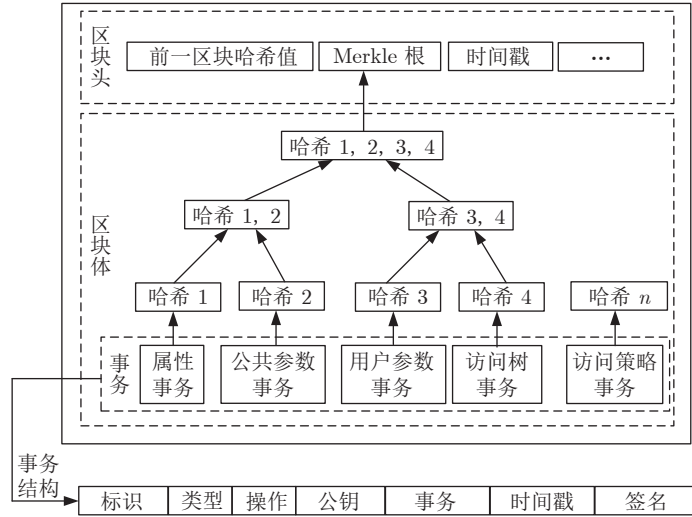 区块头
前一区块哈希值 Merkle 根 时间戳 ...
区块体
哈希 1, 2, 3, 4
哈希 1, 2 哈希 3, 4
哈希 1 哈希 2 哈希 3 哈希 4 哈希 n
事务
属性事务 公共参数事务 用户参数事务 访问树事务 访问策略事务
事务结构
标识 类型 操作 公钥 事务 时间戳 签名